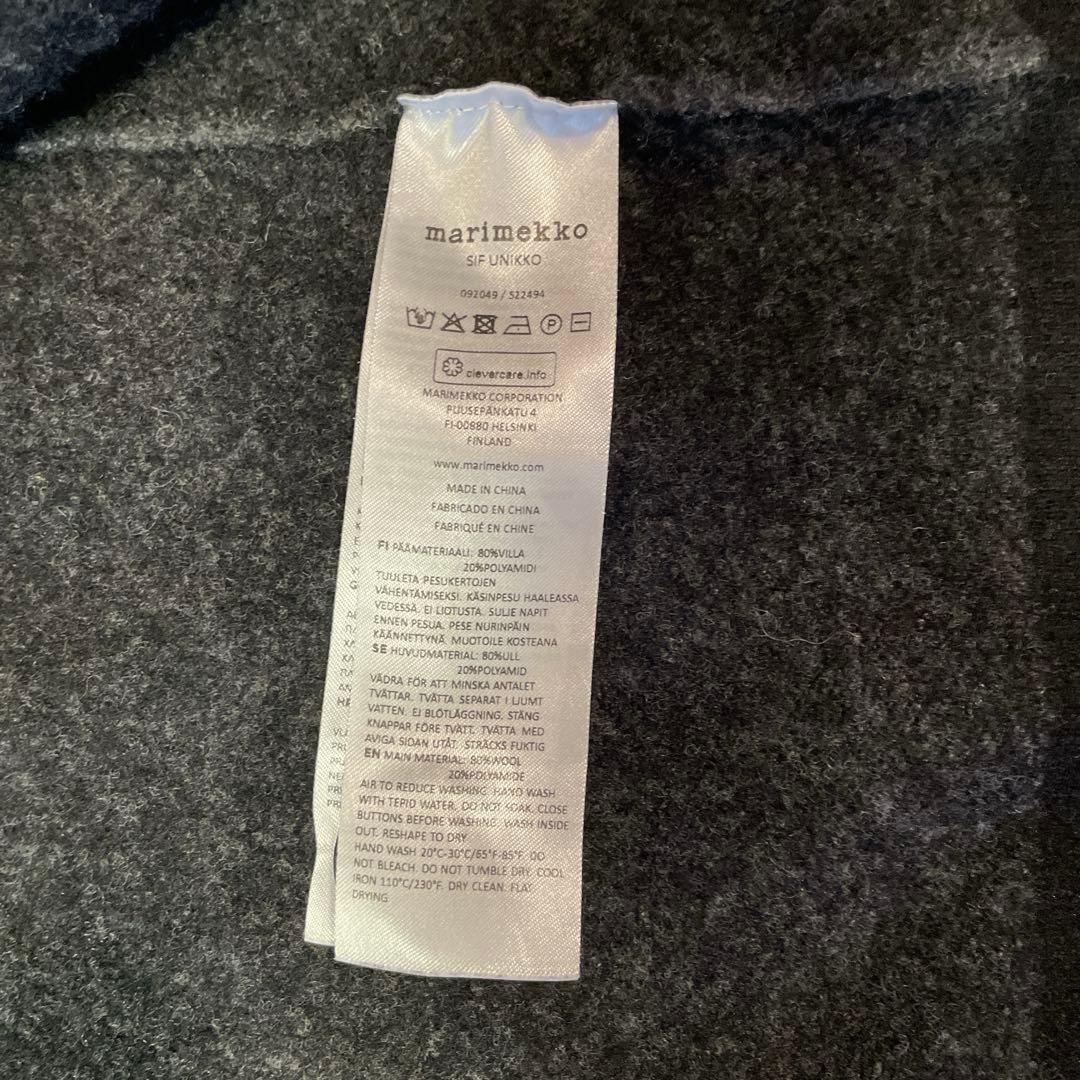 marimekko
SIF UNIKKO
092049 / 522494
P
clevercare.info
MARIMEKKO CORPORATION
PUUSEPÄNKATU 4
FI-00880 HELSINKI
FINLAND
www.marimekko.com
MADE IN CHINA
FABRICADO EN CHINA
FABRIQUÉ EN CHINE
FI PÄÄMATERIAALI: 80%VILLA
20%POLYAMIDI
TUULETA PESUKERTOJEN
VÄHENTÄMISEKSI. KÄSINPESU HAALEASSA
VEDESSÄ. EI LIOTUSTA. SULJE NAPIT
ENNEN PESUA. PESE NURINPÄIN
KÄÄNNETTYNÄ. MUOTOILE KOSTEANA
SE HUVUDMATERIAL: 80%ULL
20%POLYAMID
VÄDRA FÖR ATT MINSKA ANTALET
TVÄTTAR. TVÄTTA SEPARAT I LJUMT
VATTEN. EJ BLÖTLÄGGNING. STÄNG
KNAPPAR FÖRE TVÄTT. TVÄTTA MED
AVIGA SIDAN UTÅT. STRÄCKS FUKTIG
EN MAIN MATERIAL: 80%WOOL
20%POLYAMIDE
AIR TO REDUCE WASHING. HAND WASH
WITH TEPID WATER. DO NOT SOAK. CLOSE
BUTTONS BEFORE WASHING. WASH INSIDE
OUT. RESHAPE TO DRY
HAND WASH 20°C-30°C/65°F-85°F. DO
NOT BLEACH. DO NOT TUMBLE DRY. COOL
IRON 110°C/230°F. DRY CLEAN. FLAT
DRYING